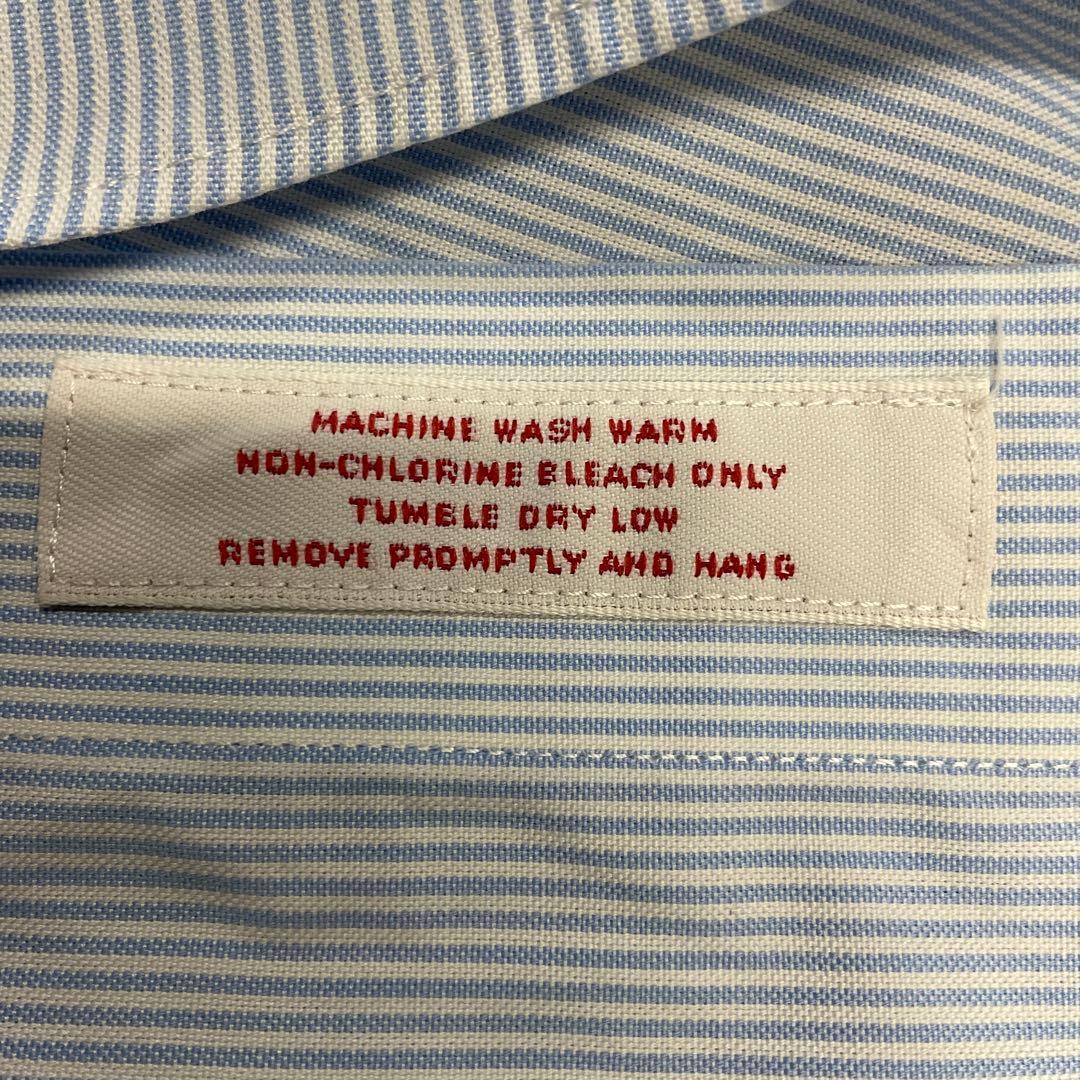 MACHINE WASH WARM
NON-CHLORINE BLEACH ONLY
TUMBLE DRY LOW
REMOVE PROMPTLY AND HANG